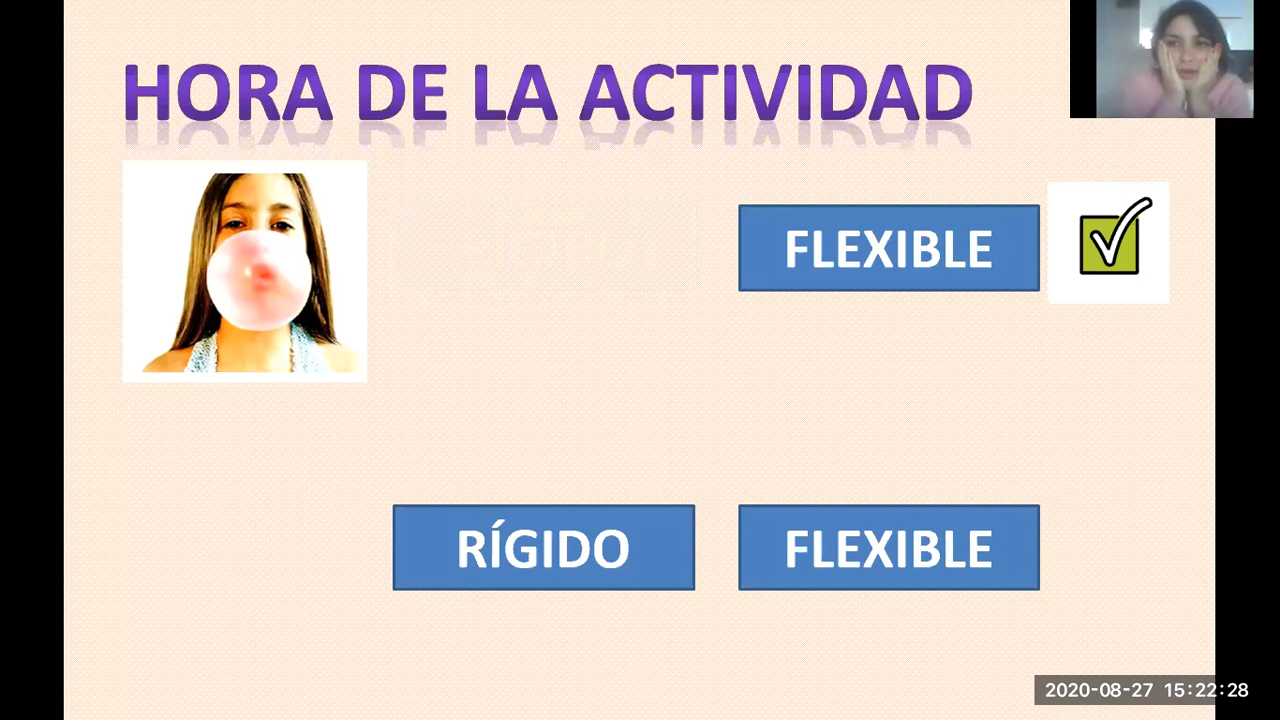 HORA DE LA ACTIVIDAD
FLEXIBLE
RÍGIDO
FLEXIBLE
2020-08-27 15:22:28